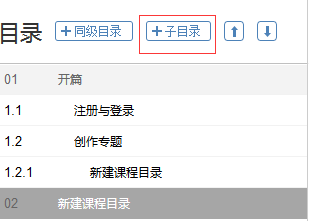 目录 +同级目录 +子目录
01 开篇
1.1 注册与登录
1.2 创作专题
1.2.1 新建课程目录
02 新建课程目录